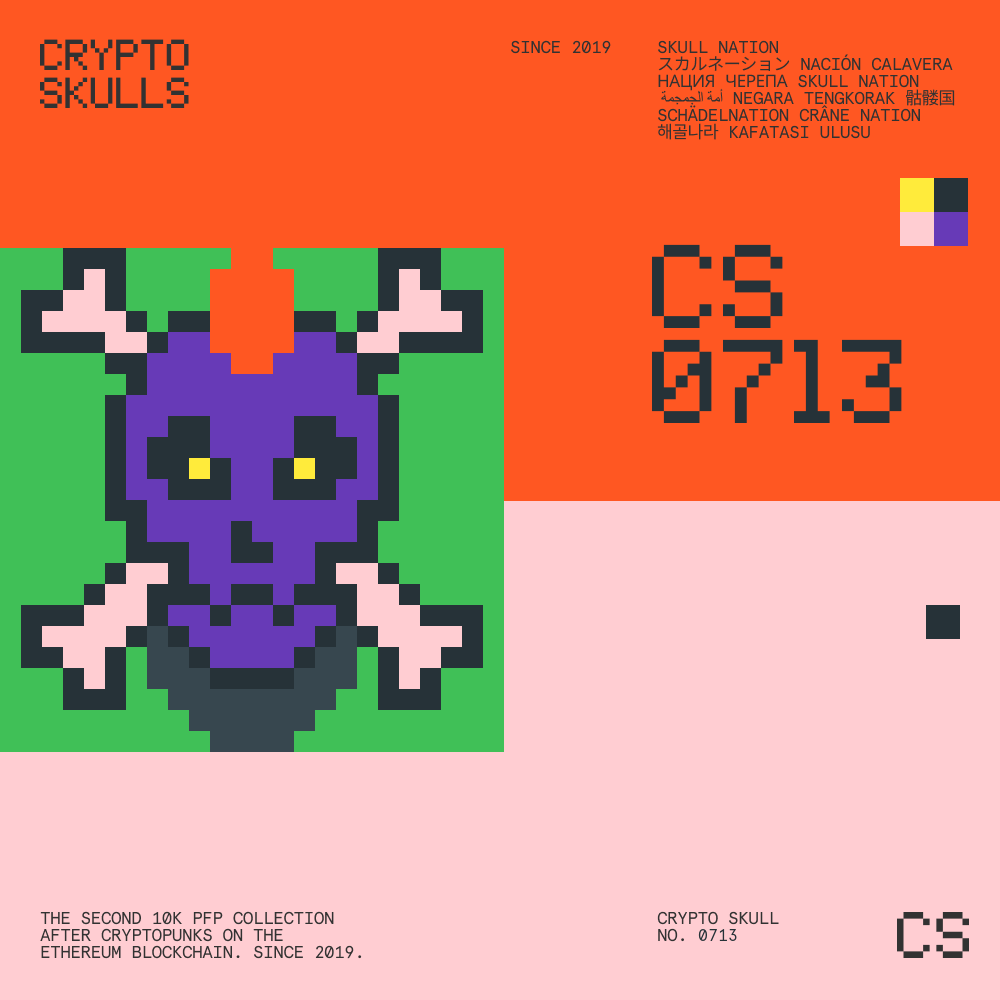 CRYPTO
SKULLS
SINCE 2019
SKULL NATION
スカルネーション NACIÓN CALAVERA
НАЦИЯ ЧЕРЕПА SKULL NATION
أمة الجمجمة NEGARA TENGKORAK 骷髅国
SCHÄDELNATION CRÂNE NATION
해골나라 KAFATASI ULUSU
CS
0713
THE SECOND 10K PFP COLLECTION
AFTER CRYPTOPUNKS ON THE
ETHEREUM BLOCKCHAIN. SINCE 2019.
CRYPTO SKULL
NO. 0713
CS